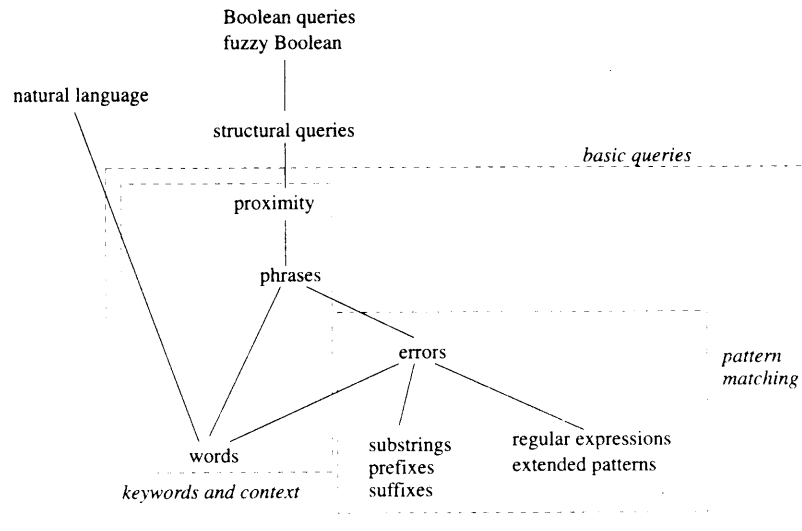 Boolean queries
fuzzy Boolean
natural language
structural queries
basic queries
proximity
phrases
errors
pattern
matching
words
substrings
prefixes
suffixes
regular expressions
extended patterns
keywords and context